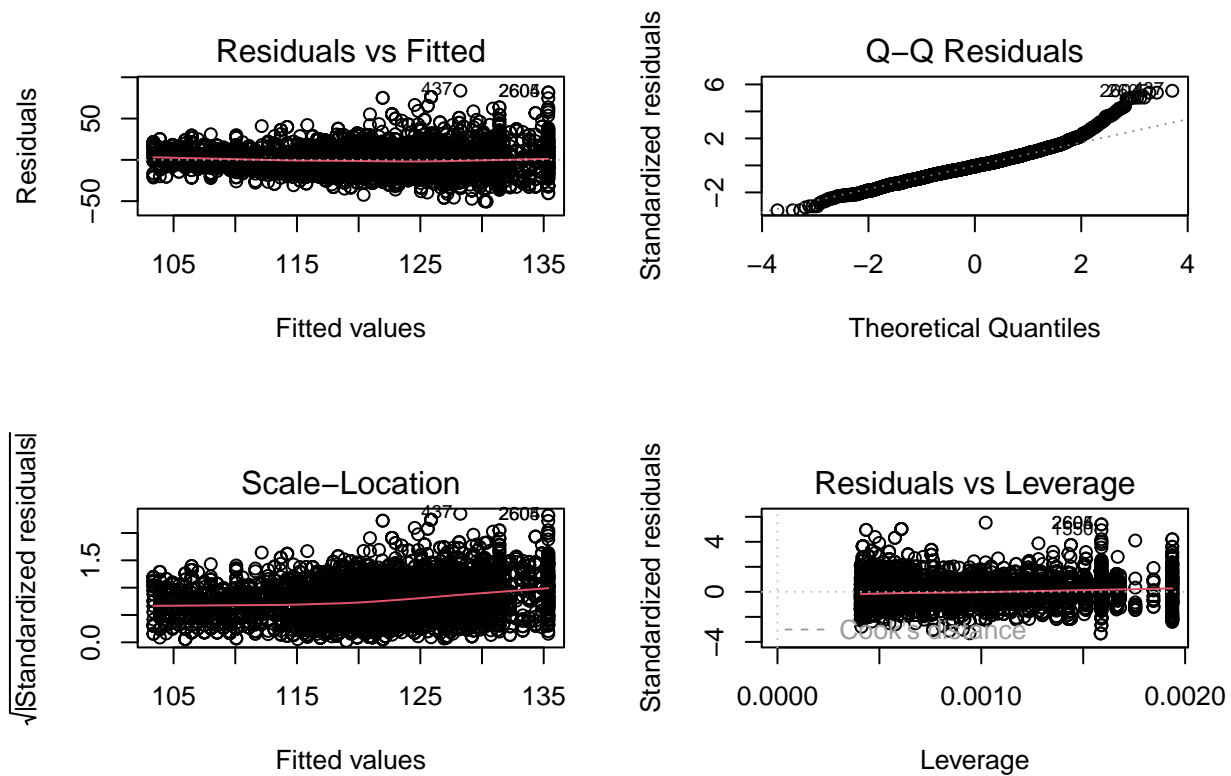 Residuals vs Fitted
Residuals
50
−50
437
105
115
125
135
Fitted values
Q−Q Residuals
Standardized residuals
6
2
−2
−4
−2
0
2
4
Theoretical Quantiles
Scale−Location
√|Standardized residuals|
1.5
0.0
437
105
115
125
135
Fitted values
Residuals vs Leverage
Standardized residuals
4
0
−4
Cook's distance
0.0000
0.0010
0.0020
Leverage